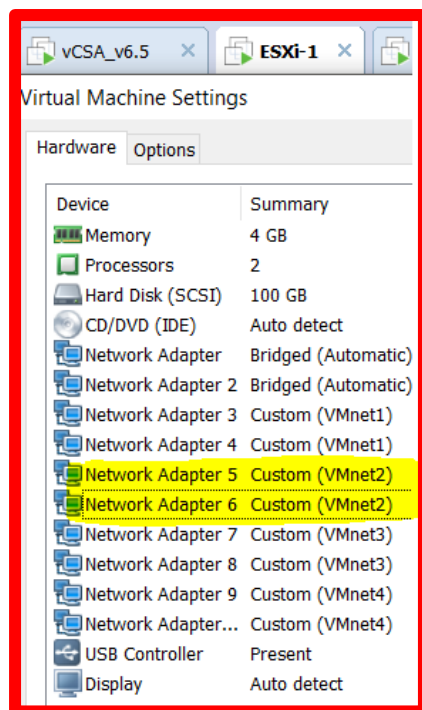 vCSA_v6.5 × ESXi-1 ×
Virtual Machine Settings
Hardware Options
Device Summary
Memory 4 GB
Processors 2
Hard Disk (SCSI) 100 GB
CD/DVD (IDE) Auto detect
Network Adapter Bridged (Automatic)
Network Adapter 2 Bridged (Automatic)
Network Adapter 3 Custom (VMnet1)
Network Adapter 4 Custom (VMnet1)
Network Adapter 5 Custom (VMnet2)
Network Adapter 6 Custom (VMnet2)
Network Adapter 7 Custom (VMnet3)
Network Adapter 8 Custom (VMnet3)
Network Adapter 9 Custom (VMnet4)
Network Adapter... Custom (VMnet4)
USB Controller Present
Display Auto detect